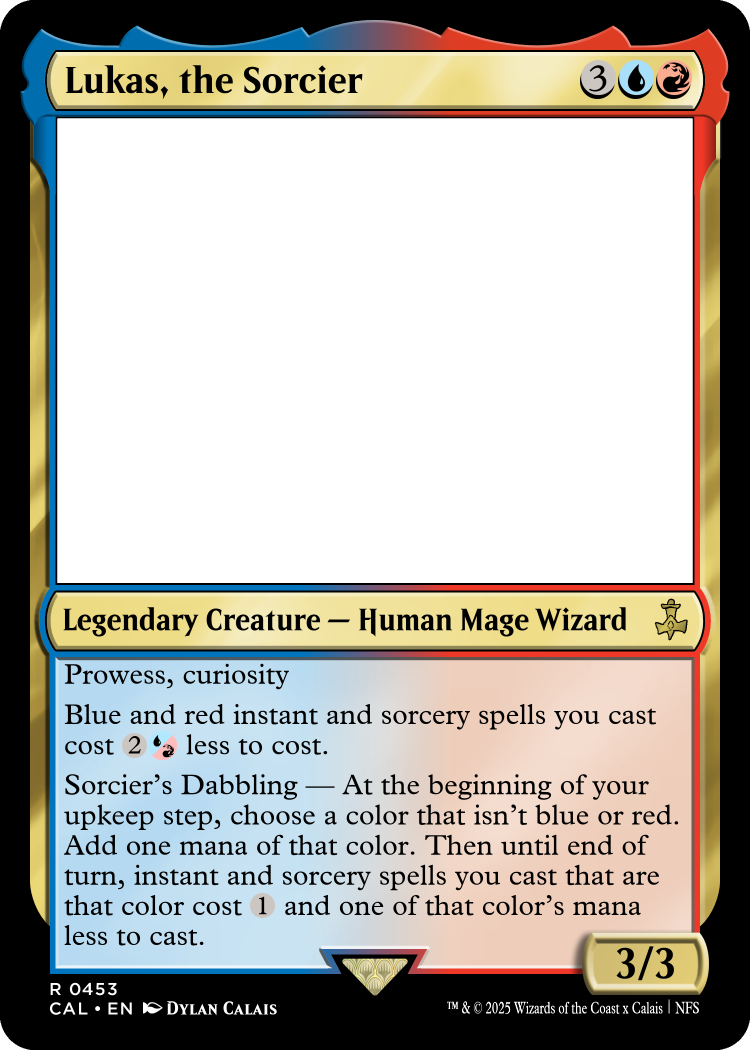 Lukas, the Sorcier 3
Legendary Creature — Human Mage Wizard
Prowess, curiosity
Blue and red instant and sorcery spells you cast
cost 2 less to cost.
Sorcier's Dabbling — At the beginning of your
upkeep step, choose a color that isn't blue or red.
Add one mana of that color. Then until end of
turn, instant and sorcery spells you cast that are
that color cost 1 and one of that color's mana
less to cast.
3/3
R 0453
CAL • EN DYLAN CALAIS
™ & © 2025 Wizards of the Coast x Calais | NFS